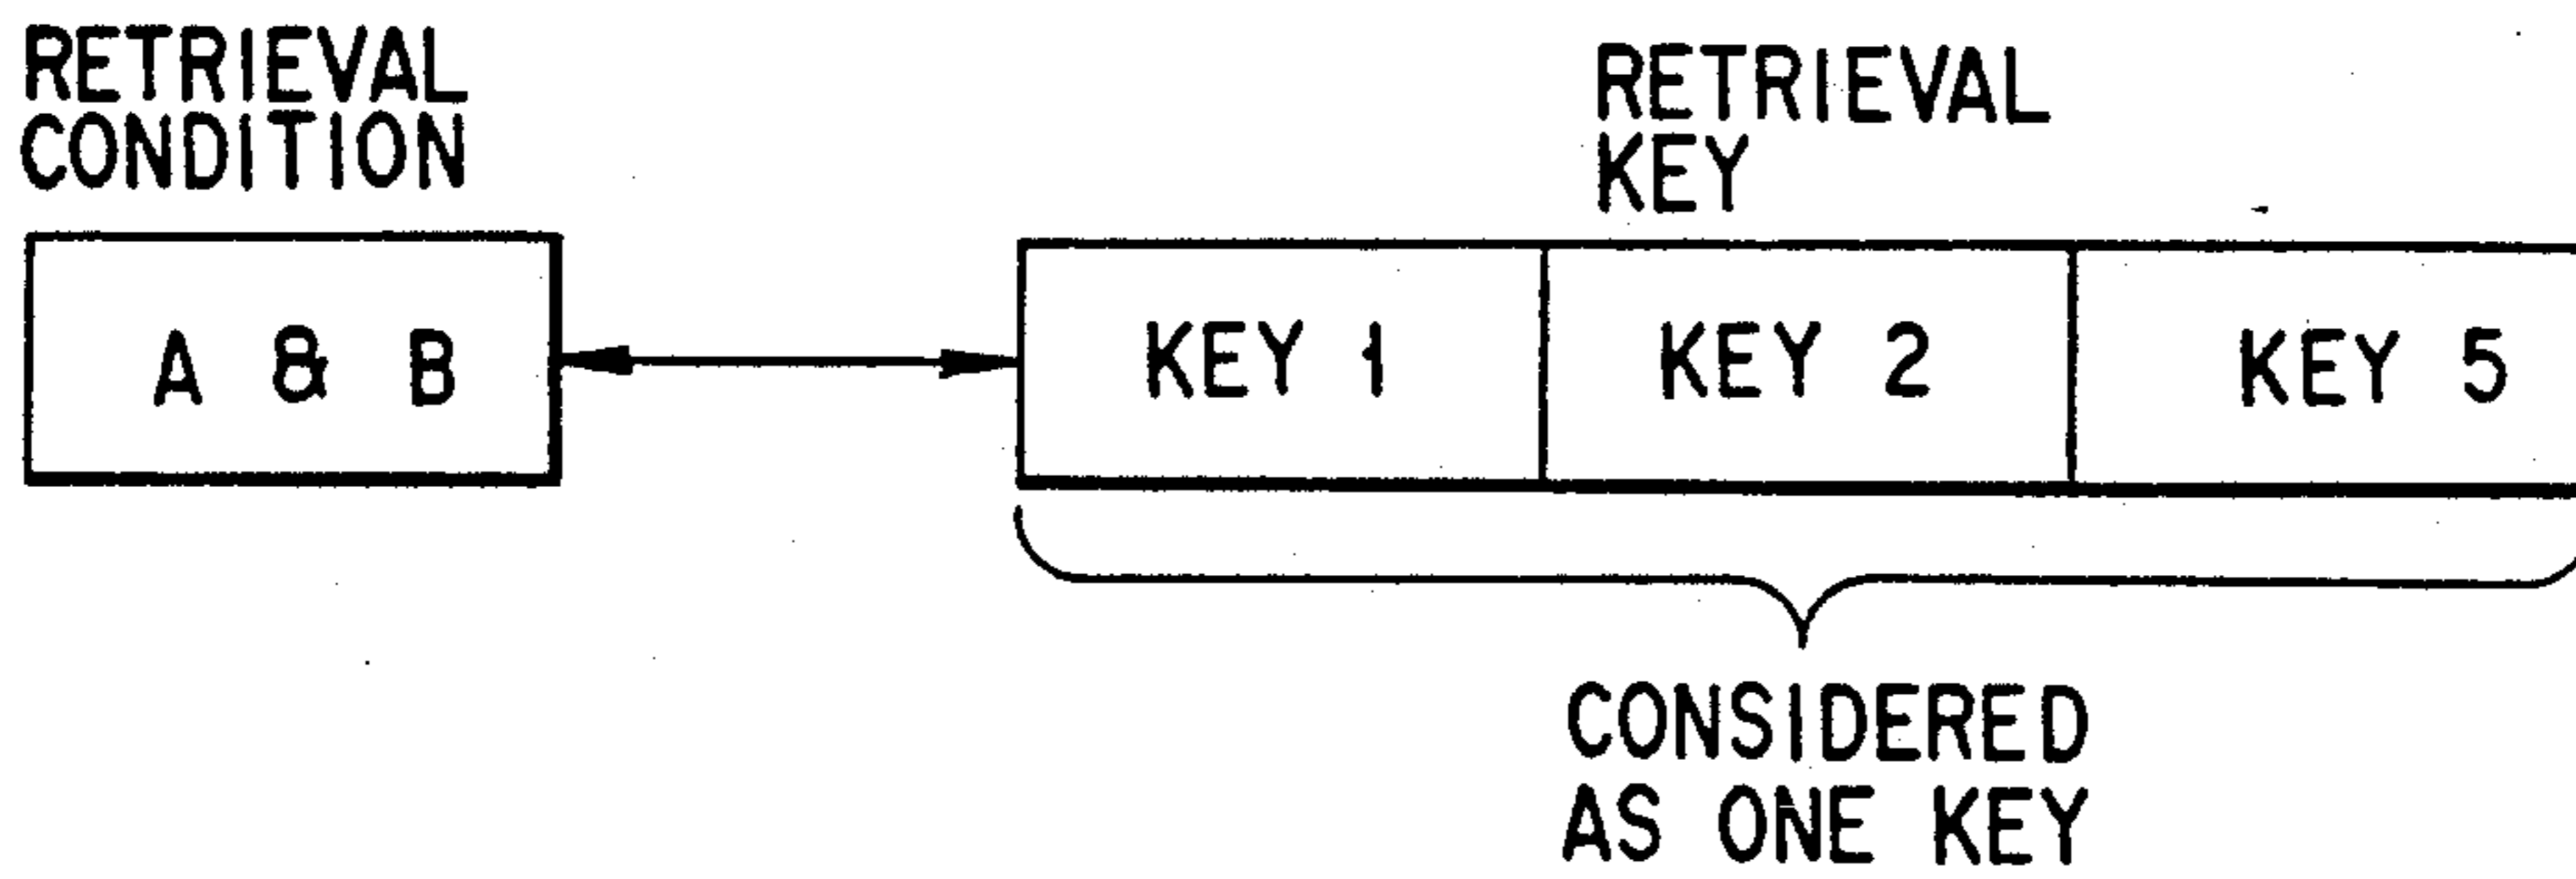 RETRIEVAL
CONDITION
RETRIEVAL
KEY
A & B
KEY 1
KEY 2
KEY 5
CONSIDERED
AS ONE KEY